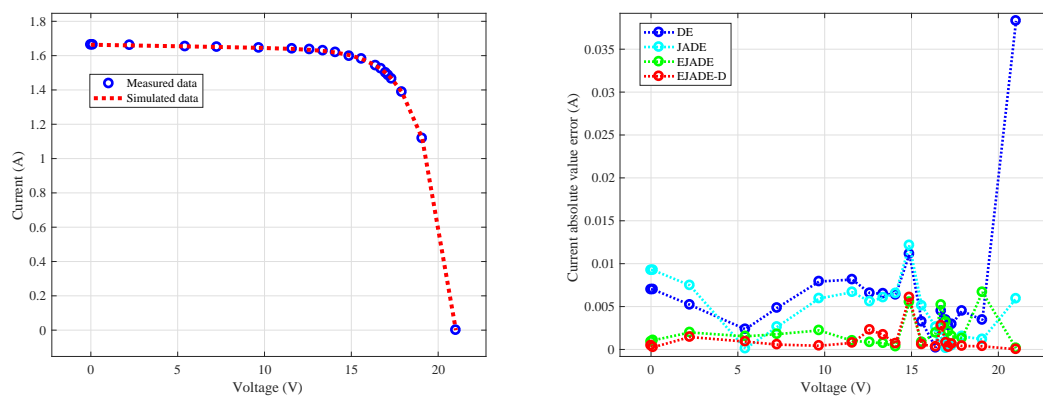 1.8
1.6
1.4
1.2
1
0.8
0.6
0.4
0.2
0
Current (A)
Measured data
Simulated data
0
5
10
15
20
Voltage (V)
0.035
0.03
0.025
0.02
0.015
0.01
0.005
0
Current absolute value error (A)
DE
JADE
EJADE
EJADE-D
0
5
10
15
20
Voltage (V)